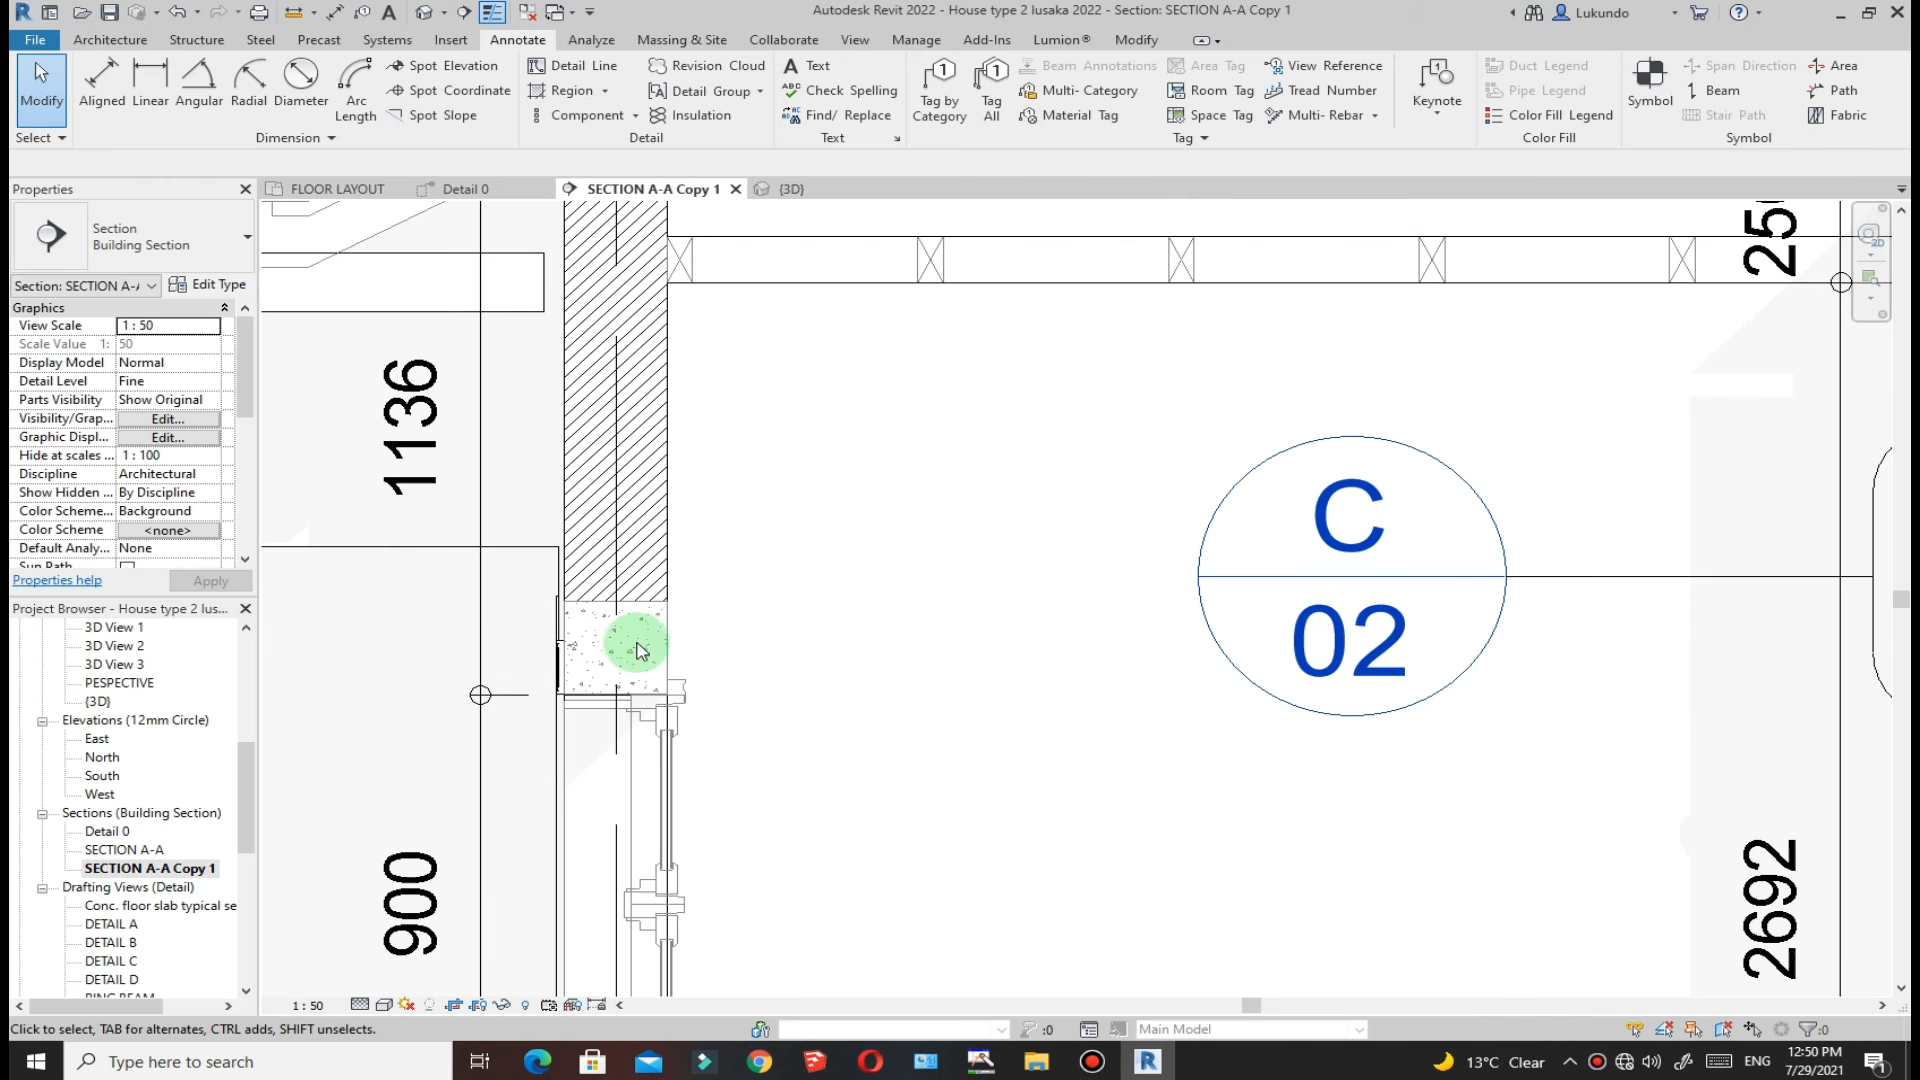 Autodesk Revit 2022 - House type 2 lusaka 2022 - Section: SECTION A-A Copy 1
Lukundo
File Architecture Structure Steel Precast Systems Insert Annotate Analyze Massing & Site Collaborate View Manage Add-Ins Lumion® Modify
Modify
Aligned Linear Angular Radial Diameter Arc Length
Spot Elevation
Spot Coordinate
Spot Slope
Detail Line
Region
Component
Revision Cloud
Detail Group
Insulation
Text
Check Spelling
Find/ Replace
Tag by Category
Tag All
Beam Annotations
Multi- Category
Material Tag
Area Tag
Room Tag
Space Tag
View Reference
Tread Number
Multi- Rebar
Keynote
Duct Legend
Pipe Legend
Color Fill Legend
Symbol
Span Direction
Beam
Stair Path
Area
Path
Fabric
Select Dimension Detail Text Tag Color Fill Symbol
Properties
FLOOR LAYOUT Detail 0 SECTION A-A Copy 1 {3D}
Section
Building Section
Section: SECTION A-A Edit Type
Graphics
View Scale 1 : 50
Scale Value 1: 50
Display Model Normal
Detail Level Fine
Parts Visibility Show Original
Visibility/Grap... Edit...
Graphic Displ... Edit...
Hide at scales ... 1 : 100
Discipline Architectural
Show Hidden ... By Discipline
Color Scheme... Background
Color Scheme <none>
Default Analy... None
Sun Path
Properties help Apply
Project Browser - House type 2 lus...
3D View 1
3D View 2
3D View 3
PESPECTIVE
{3D}
Elevations (12mm Circle)
East
North
South
West
Sections (Building Section)
Detail 0
SECTION A-A
SECTION A-A Copy 1
Drafting Views (Detail)
Conc. floor slab typical se
DETAIL A
DETAIL B
DETAIL C
DETAIL D
RING BEAM
1136
900
C
02
2692
1 : 50
Click to select, TAB for alternates, CTRL adds, SHIFT unselects.
:0
Main Model
:0
Type here to search
13°C Clear
ENG
12:50 PM
7/29/2021